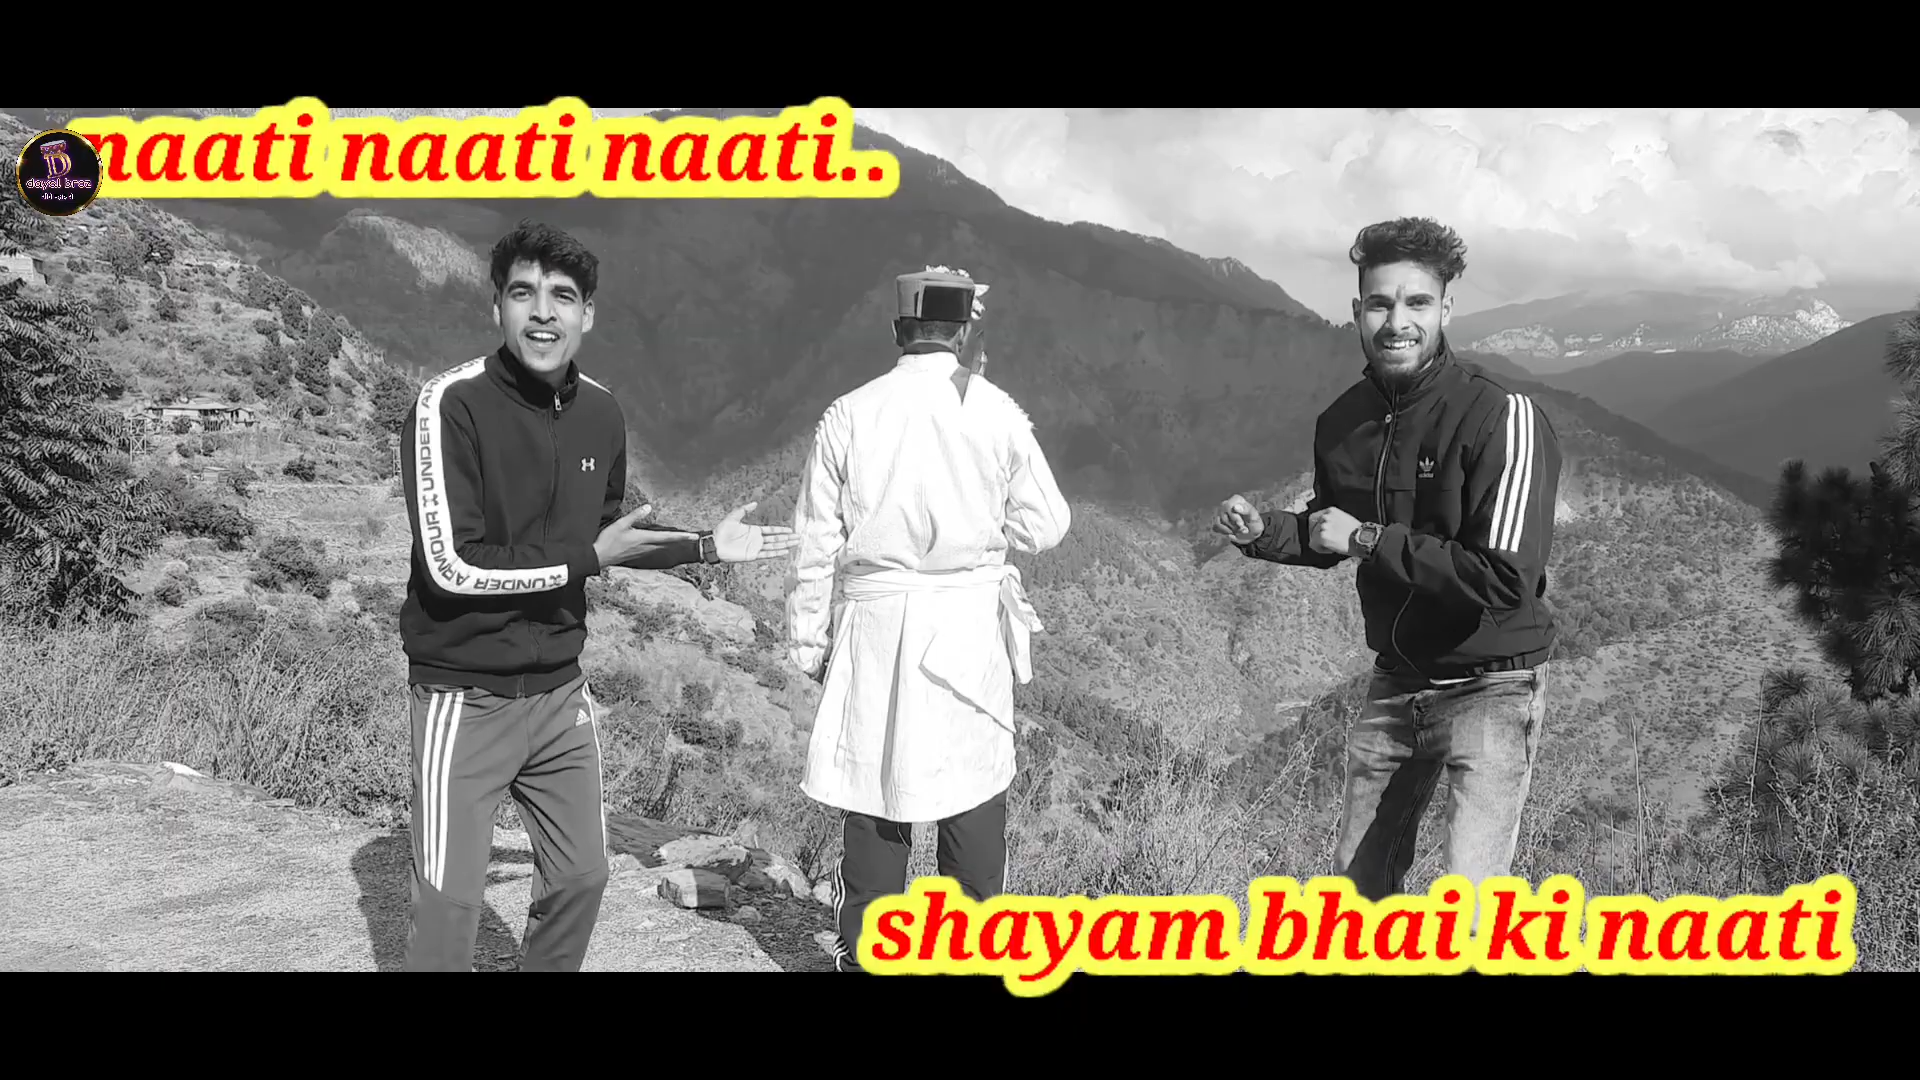 naati naati naati..
dayal broz
UNDER ARMOUR
UNDER ARMOUR
shayam bhai ki naati